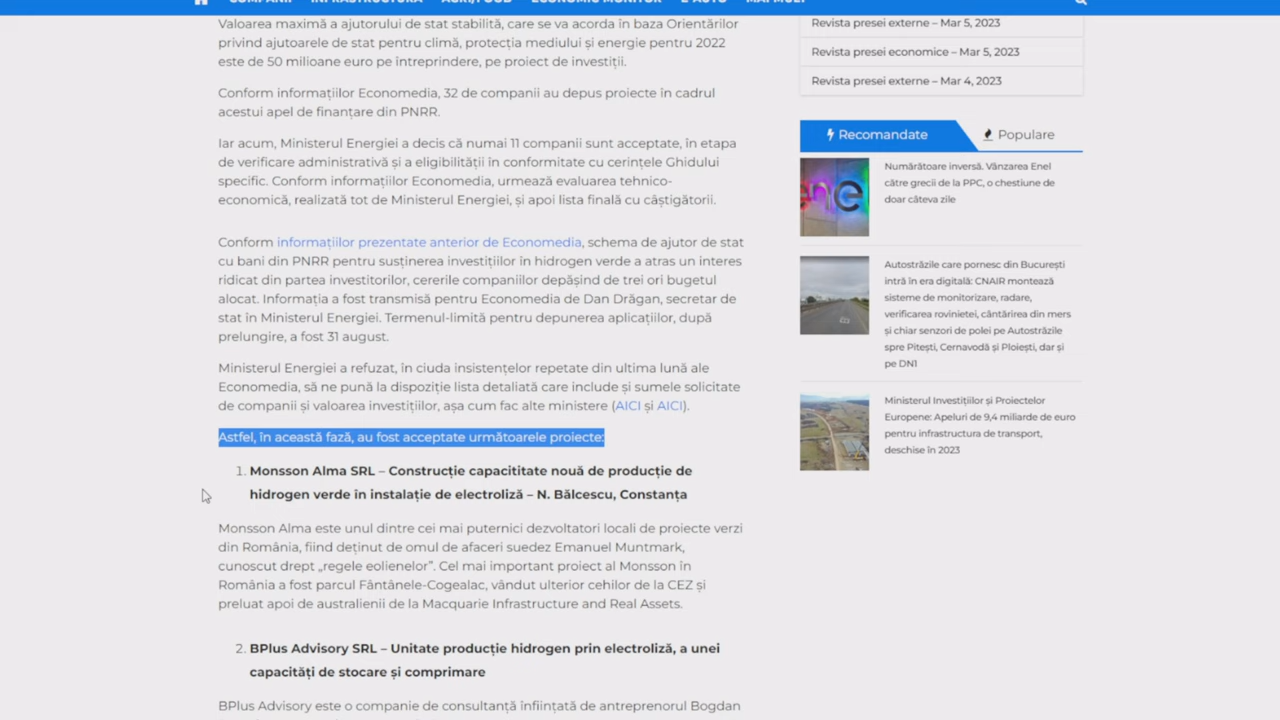 Valoarea maximă a ajutorului de stat stabilită, care se va acorda în baza Orientărilor
privind ajutoarele de stat pentru climă, protecția mediului și energie pentru 2022
este de 50 milioane euro pe întreprindere, pe proiect de investiții.
Conform informațiilor Economedia, 32 de companii au depus proiecte în cadrul
acestui apel de finanțare din PNRR.
Iar acum, Ministerul Energiei a decis că numai 11 companii sunt acceptate, în etapa
de verificare administrativă și a eligibilității în conformitate cu cerințele Ghidului
specific. Conform informațiilor Economedia, urmează evaluarea tehnico-
economică, realizată tot de Ministerul Energiei, și apoi lista finală cu câștigătorii.
Conform informațiilor prezentate anterior de Economedia, schema de ajutor de stat
cu bani din PNRR pentru susținerea investițiilor în hidrogen verde a atras un interes
ridicat din partea investitorilor, cererile companiilor depășind de trei ori bugetul
alocat. Informația a fost transmisă pentru Economedia de Dan Drăgan, secretar de
stat în Ministerul Energiei. Termenul-limită pentru depunerea aplicațiilor, după
prelungire, a fost 31 august.
Ministerul Energiei a refuzat, în ciuda insistențelor repetate din ultima lună ale
Economedia, să ne pună la dispoziție lista detaliată care include și sumele solicitate
de companii și valoarea investițiilor, așa cum fac alte ministere (AICI și AICI).
Astfel, în această fază, au fost acceptate următoarele proiecte:
1. Monsson Alma SRL – Construcție capacititate nouă de producție de
hidrogen verde în instalație de electroliză – N. Bălcescu, Constanța
Monsson Alma este unul dintre cei mai puternici dezvoltatori locali de proiecte verzi
din România, fiind deținut de omul de afaceri suedez Emanuel Muntmark,
cunoscut drept „regele eolienelor”. Cel mai important proiect al Monsson în
România a fost parcul Fântânele-Cogealac, vândut ulterior cehilor de la CEZ și
preluat apoi de australienii de la Macquarie Infrastructure and Real Assets.
2. BPlus Advisory SRL – Unitate producție hidrogen prin electroliză, a unei
capacități de stocare și comprimare
BPlus Advisory este o companie de consultanță înființată de antreprenorul Bogdan
Revista presei externe – Mar 5, 2023
Revista presei economice – Mar 5, 2023
Revista presei externe – Mar 4, 2023
Recomandate
Populare
Numărătoare inversă. Vânzarea Enel
către grecii de la PPC, o chestiune de
doar câteva zile
Autostrăzile care pornesc din București
intră în era digitală: CNAIR montează
sisteme de monitorizare, radare,
verificarea rovinietei, cântărirea din mers
și chiar senzori de polei pe Autostrăzile
spre Pitești, Cernavodă și Ploiești, dar și
pe DN1
Ministerul Investițiilor și Proiectelor
Europene: Apeluri de 9,4 miliarde de euro
pentru infrastructura de transport,
deschise în 2023